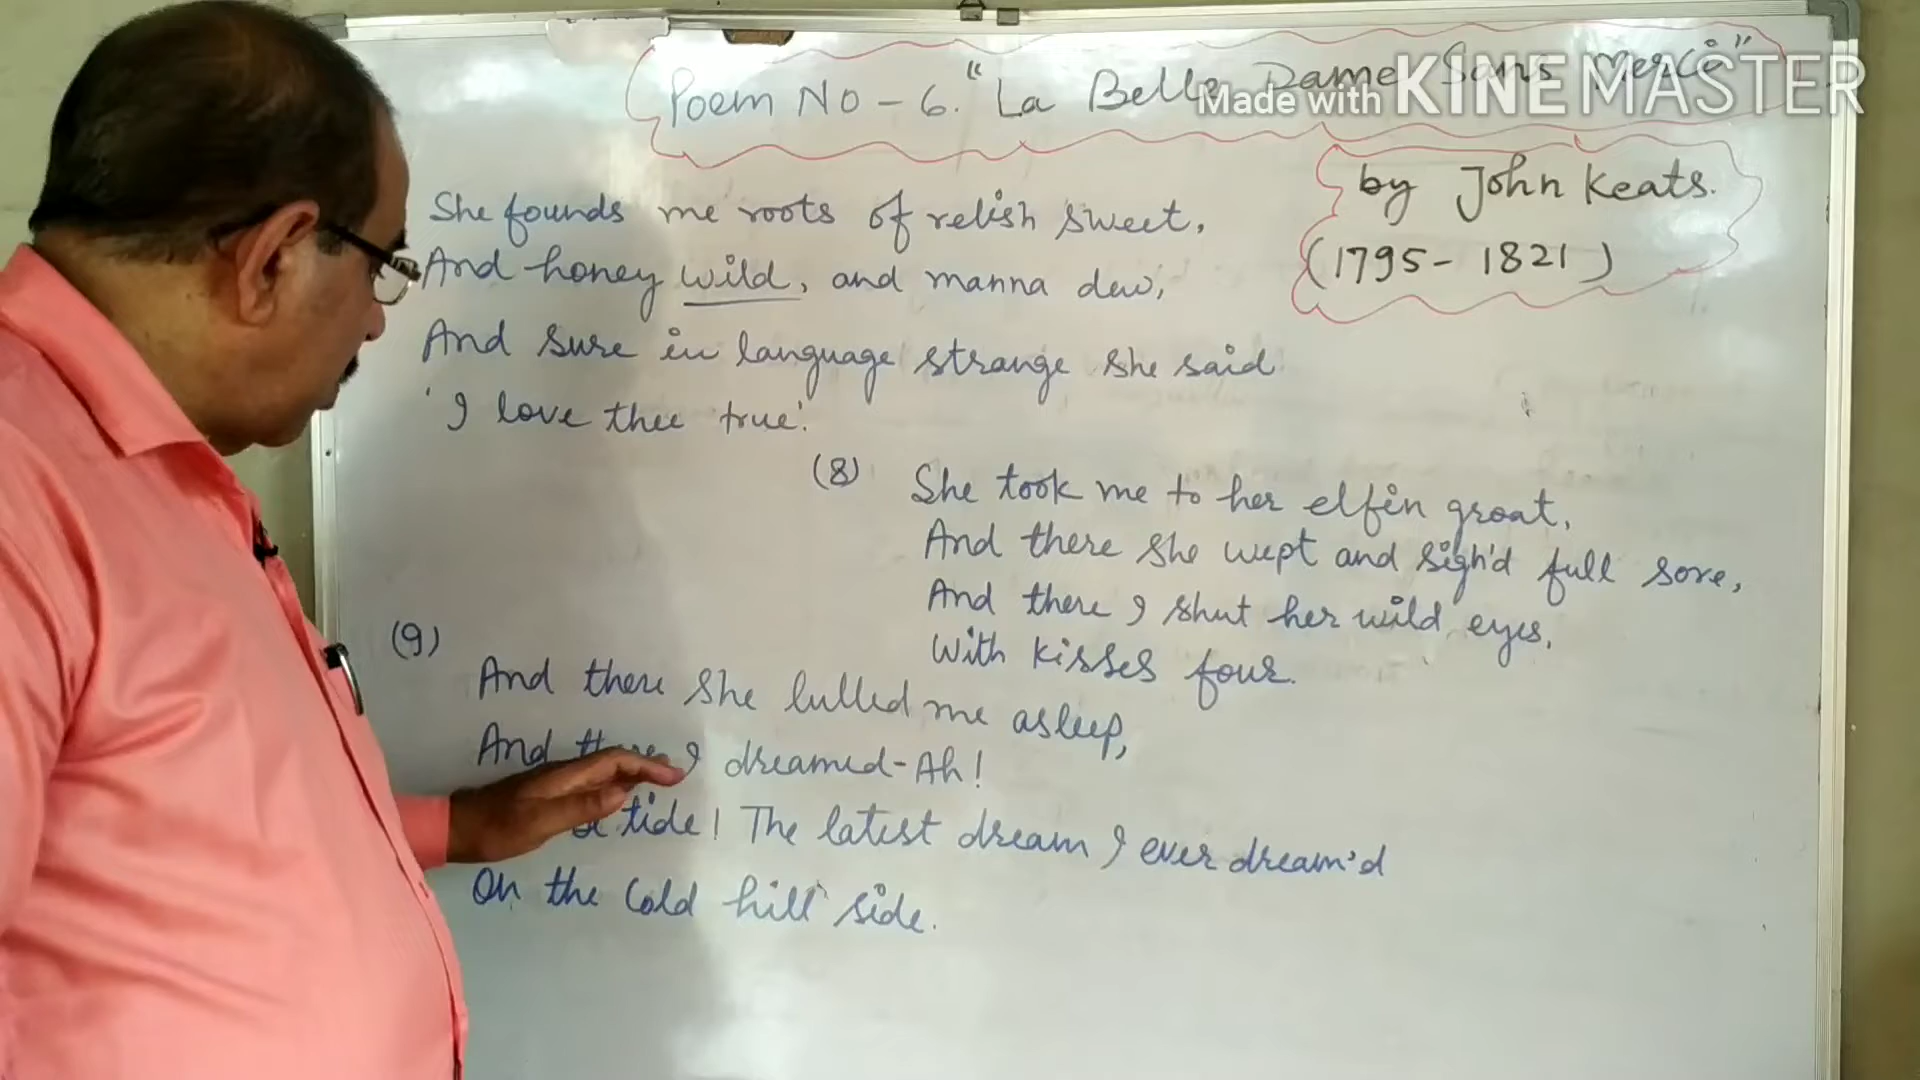 Poem No - 6. "La Belle Dame Sans Merci"
Made with KINEMASTER
by John Keats.
(1795 - 1821)
She founds me roots of relish sweet,
And honey wild, and manna dew,
And sure in language strange she said
'I love thee true'.
(8) She took me to her elfin groat,
And there she wept and sigh'd full sore,
And there I shut her wild eyes,
With kisses four.
(9)
And there she lulled me asleep,
And there I dreamed - Ah!
tide! The latest dream I ever dream'd
On the Cold hill side.